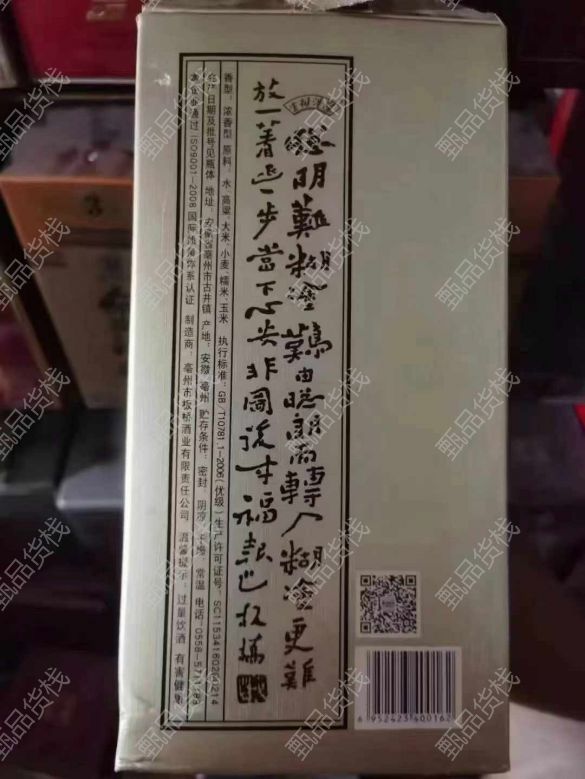 聰明難糊塗難由聰明而轉入糊塗更難
放一著退一步當下心安非圖後來福報也 板橋
香型: 浓香型 原料: 水、高粱、大米、小麦、糯米、玉米 执行标准: GB/T10781.1-2006(优级) 生产许可证号:
生产日期及批号见瓶体 地址: 安徽省亳州市古井镇 产地: 安徽·亳州 贮存条件: 密封、阴凉、干燥、常温 电话: 0558-
本企业通过ISO9001-2008国际质量体系认证 制造商: 亳州市板桥酒业有限责任公司 温馨提示: 过量饮酒 有害健康
6 952423 600162
甄品货栈